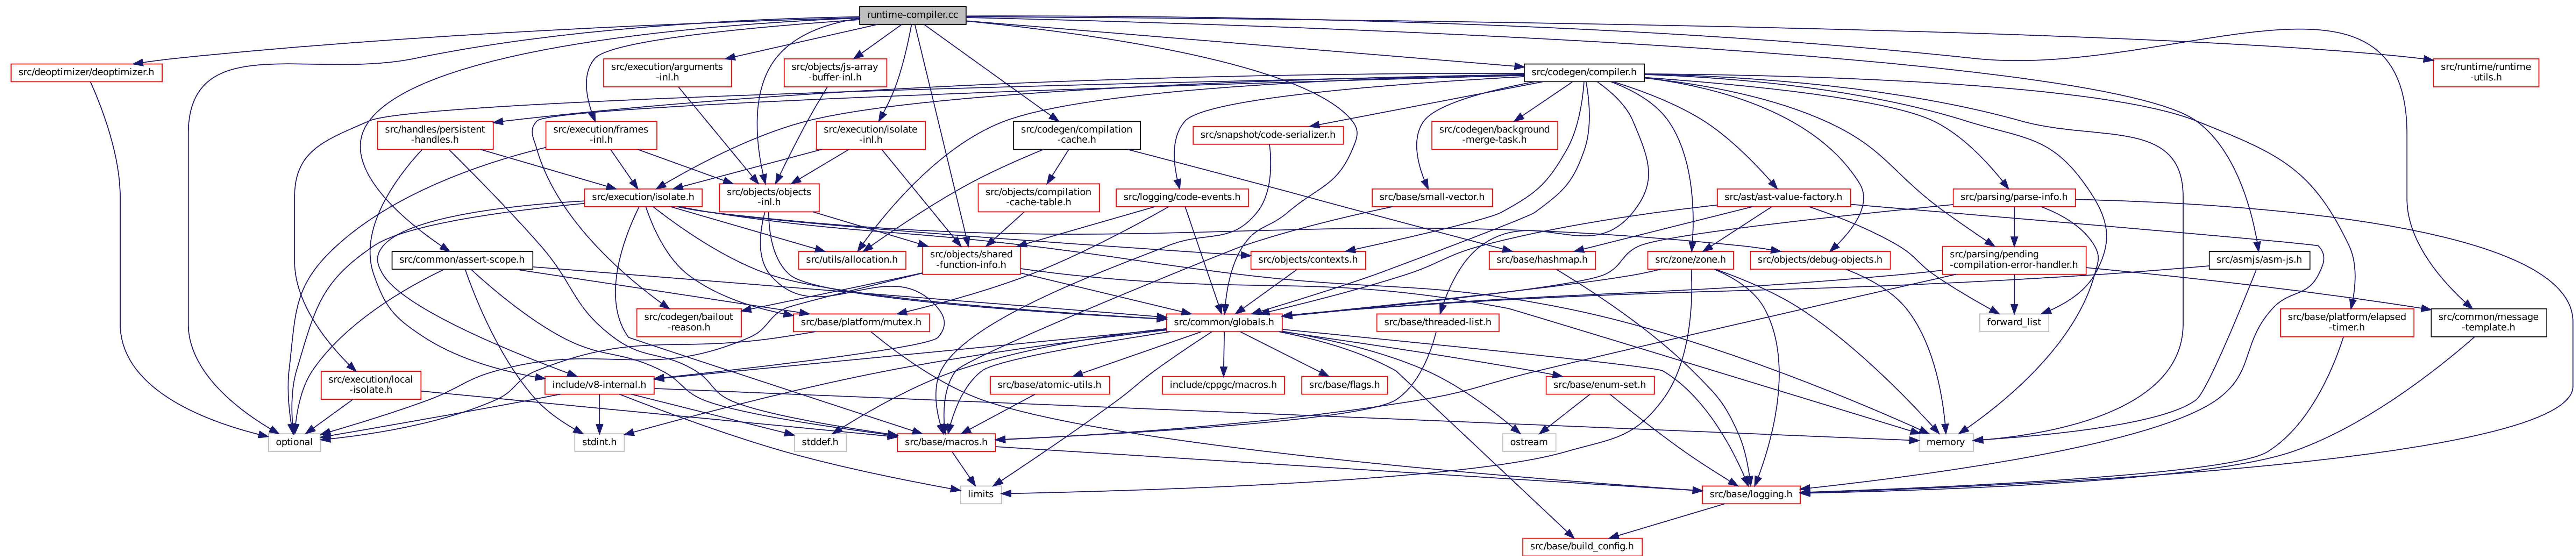 runtime-compiler.cc
src/deoptimizer/deoptimizer.h
src/execution/arguments
-inl.h
src/objects/js-array
-buffer-inl.h
src/codegen/compiler.h
src/runtime/runtime
-utils.h
src/handles/persistent
-handles.h
src/execution/frames
-inl.h
src/execution/isolate
-inl.h
src/codegen/compilation
-cache.h
src/snapshot/code-serializer.h
src/codegen/background
-merge-task.h
src/execution/isolate.h
src/objects/objects
-inl.h
src/objects/compilation
-cache-table.h
src/logging/code-events.h
src/base/small-vector.h
src/ast/ast-value-factory.h
src/parsing/parse-info.h
src/common/assert-scope.h
src/utils/allocation.h
src/objects/shared
-function-info.h
src/objects/contexts.h
src/base/hashmap.h
src/zone/zone.h
src/objects/debug-objects.h
src/parsing/pending
-compilation-error-handler.h
src/asmjs/asm-js.h
src/codegen/bailout
-reason.h
src/base/platform/mutex.h
src/common/globals.h
src/base/threaded-list.h
forward_list
src/base/platform/elapsed
-timer.h
src/common/message
-template.h
src/execution/local
-isolate.h
include/v8-internal.h
src/base/atomic-utils.h
include/cppgc/macros.h
src/base/flags.h
src/base/enum-set.h
optional
stdint.h
stddef.h
src/base/macros.h
ostream
memory
limits
src/base/logging.h
src/base/build_config.h